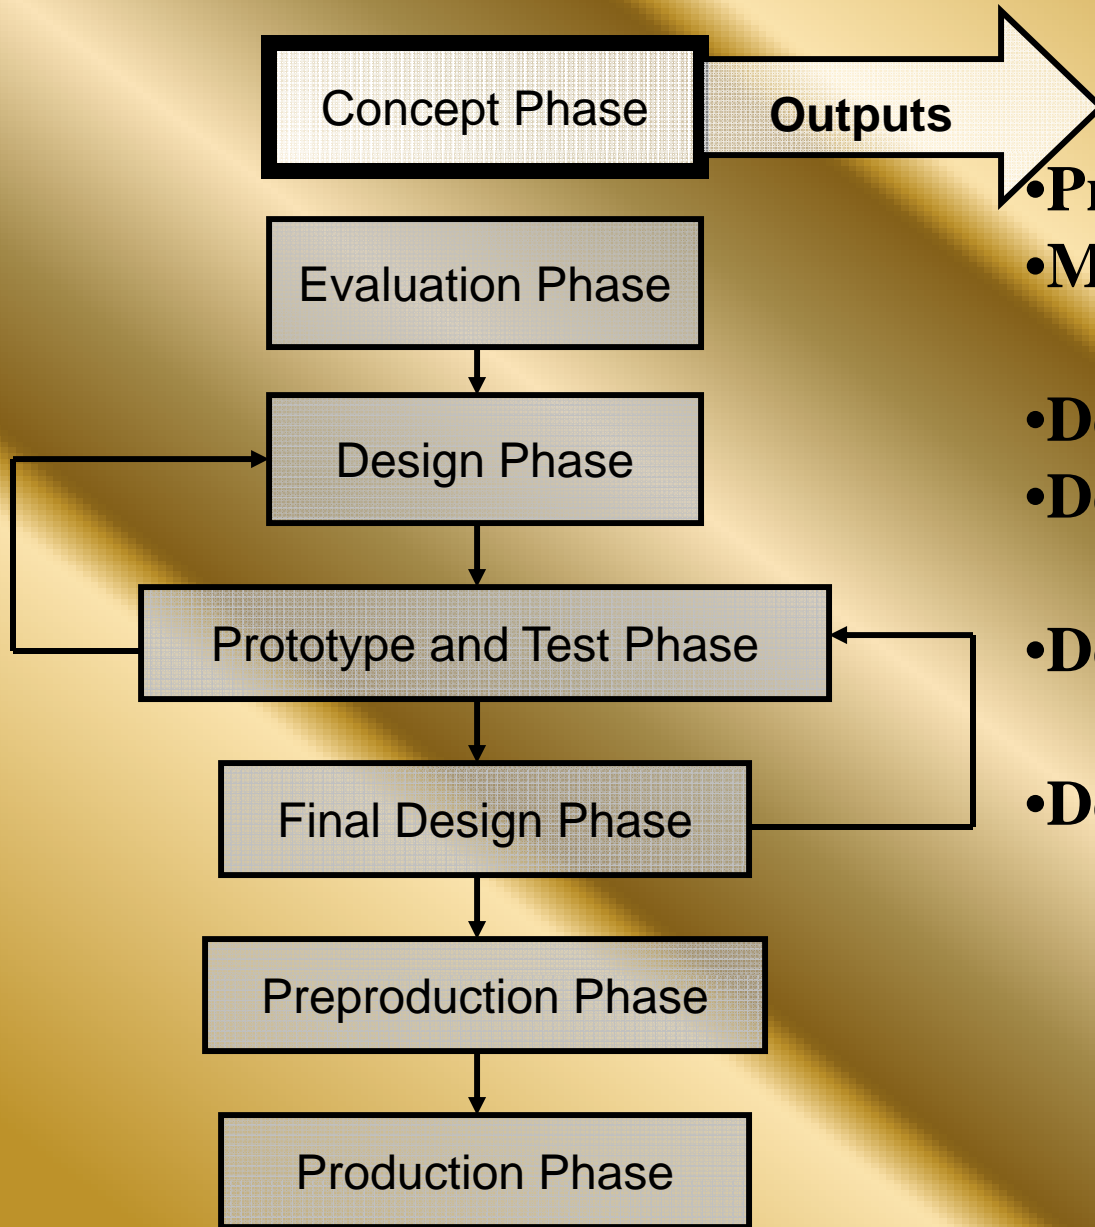 Concept Phase
Outputs
Evaluation Phase
Design Phase
Prototype and Test Phase
Final Design Phase
Preproduction Phase
Production Phase